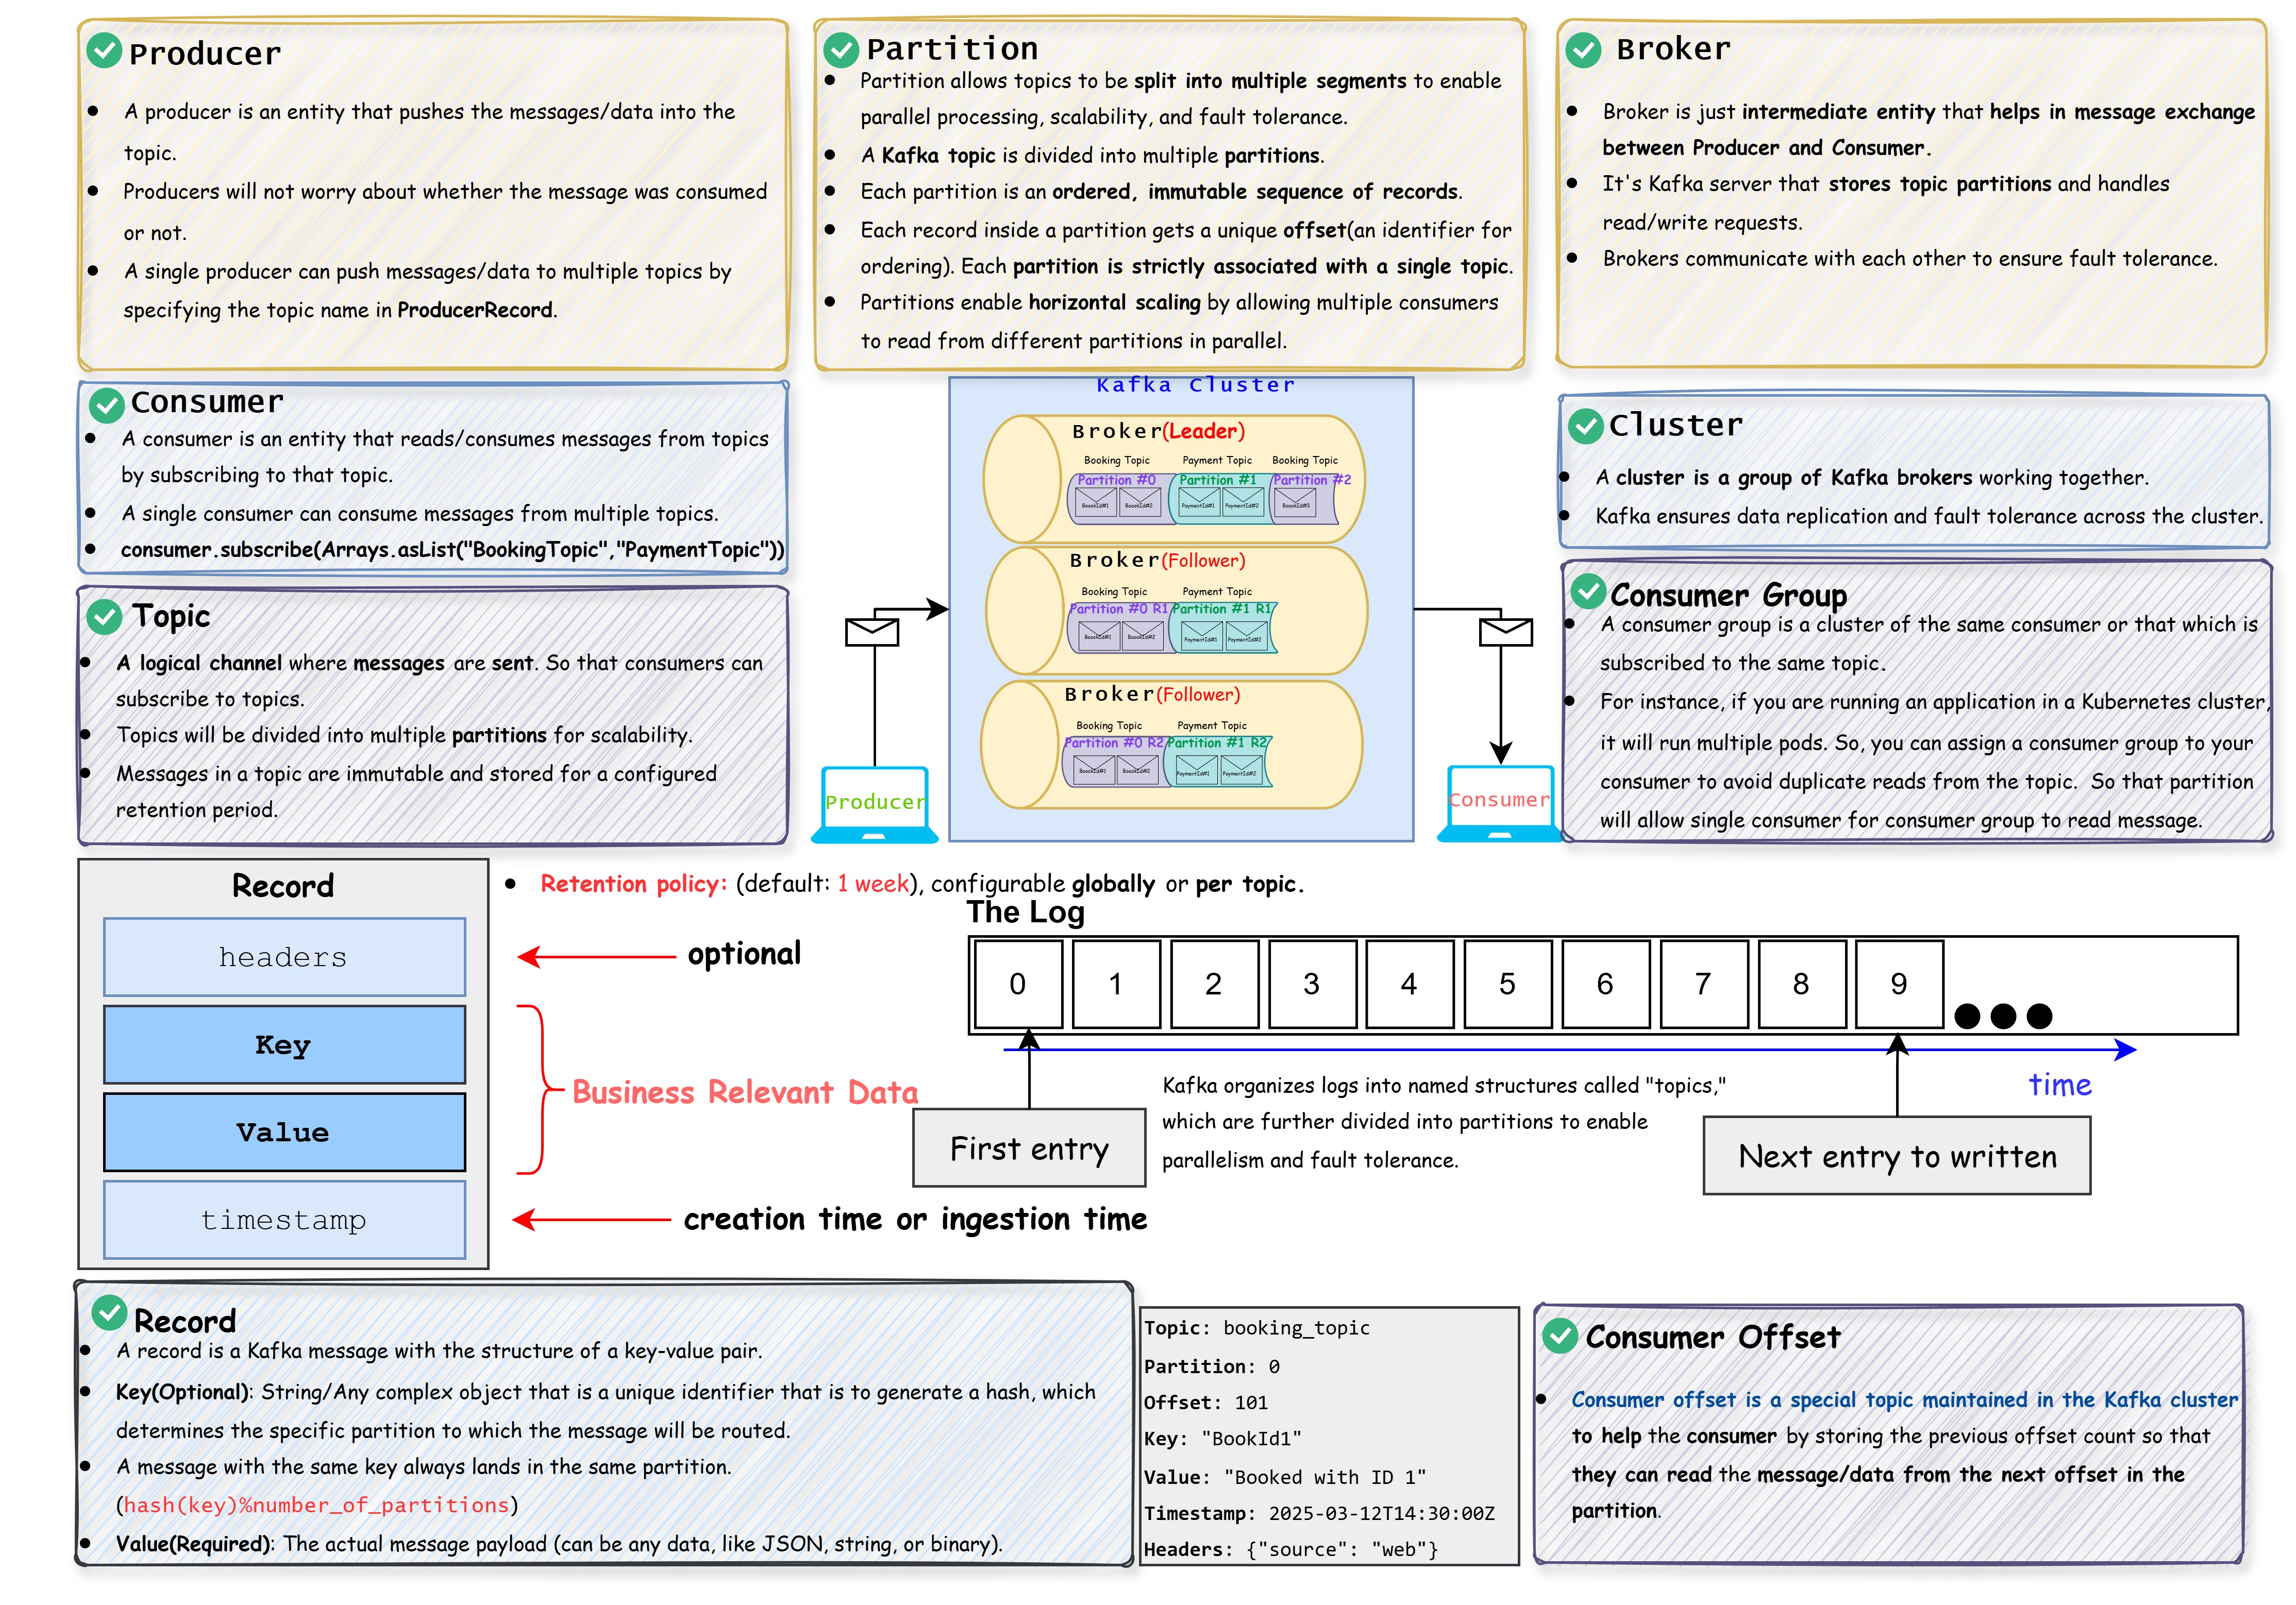 Producer
A producer is an entity that pushes the messages/data into the
topic.
Producers will not worry about whether the message was consumed
or not.
A single producer can push messages/data to multiple topics by
specifying the topic name in ProducerRecord.
Partition
Partition allows topics to be split into multiple segments to enable
parallel processing, scalability, and fault tolerance.
A Kafka topic is divided into multiple partitions.
Each partition is an ordered, immutable sequence of records.
Each record inside a partition gets a unique offset(an identifier for
ordering). Each partition is strictly associated with a single topic.
Partitions enable horizontal scaling by allowing multiple consumers
to read from different partitions in parallel.
Broker
Broker is just intermediate entity that helps in message exchange
between Producer and Consumer.
It's Kafka server that stores topic partitions and handles
read/write requests.
Brokers communicate with each other to ensure fault tolerance.
Consumer
A consumer is an entity that reads/consumes messages from topics
by subscribing to that topic.
A single consumer can consume messages from multiple topics.
consumer.subscribe(Arrays.asList("BookingTopic","PaymentTopic"))
Topic
A logical channel where messages are sent. So that consumers can
subscribe to topics.
Topics will be divided into multiple partitions for scalability.
Messages in a topic are immutable and stored for a configured
retention period.
Kafka Cluster
Broker(Leader)
Booking Topic Payment Topic Booking Topic
Partition #0 Partition #1 Partition #2
BoookId#1 BoookId#2 PaymentId#1 PaymentId#2 BoookId#3
Broker(Follower)
Booking Topic Payment Topic
Partition #0 R1 Partition #1 R1
BoookId#1 BoookId#2 PaymentId#1 PaymentId#2
Broker(Follower)
Booking Topic Payment Topic
Partition #0 R2 Partition #1 R2
BoookId#1 BoookId#2 PaymentId#1 PaymentId#2
Producer
Consumer
Cluster
A cluster is a group of Kafka brokers working together.
Kafka ensures data replication and fault tolerance across the cluster.
Consumer Group
A consumer group is a cluster of the same consumer or that which is
subscribed to the same topic.
For instance, if you are running an application in a Kubernetes cluster,
it will run multiple pods. So, you can assign a consumer group to your
consumer to avoid duplicate reads from the topic. So that partition
will allow single consumer for consumer group to read message.
Record
headers
Key
Value
timestamp
Retention policy: (default: 1 week), configurable globally or per topic.
optional
Business Relevant Data
creation time or ingestion time
The Log
0 1 2 3 4 5 6 7 8 9
time
First entry
Kafka organizes logs into named structures called "topics,"
which are further divided into partitions to enable
parallelism and fault tolerance.
Next entry to written
Record
A record is a Kafka message with the structure of a key-value pair.
Key(Optional): String/Any complex object that is a unique identifier that is to generate a hash, which
determines the specific partition to which the message will be routed.
A message with the same key always lands in the same partition.
(hash(key)%number_of_partitions)
Value(Required): The actual message payload (can be any data, like JSON, string, or binary).
Topic: booking_topic
Partition: 0
Offset: 101
Key: "BookId1"
Value: "Booked with ID 1"
Timestamp: 2025-03-12T14:30:00Z
Headers: {"source": "web"}
Consumer Offset
Consumer offset is a special topic maintained in the Kafka cluster
to help the consumer by storing the previous offset count so that
they can read the message/data from the next offset in the
partition.